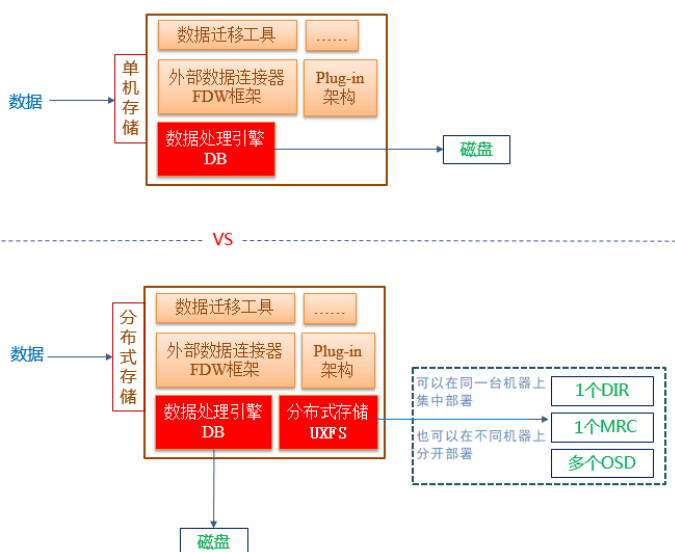 数据迁移工具
……
单机存储
外部数据连接器
FDW框架
Plug-in
架构
数据
数据处理引擎
DB
磁盘
VS
数据迁移工具
……
分布式存储
外部数据连接器
FDW框架
Plug-in
架构
数据
可以在同一台机器上
集中部署
1个DIR
数据处理引擎
DB
分布式存储
UXFS
也可以在不同机器上
分开部署
1个MRC
多个OSD
磁盘